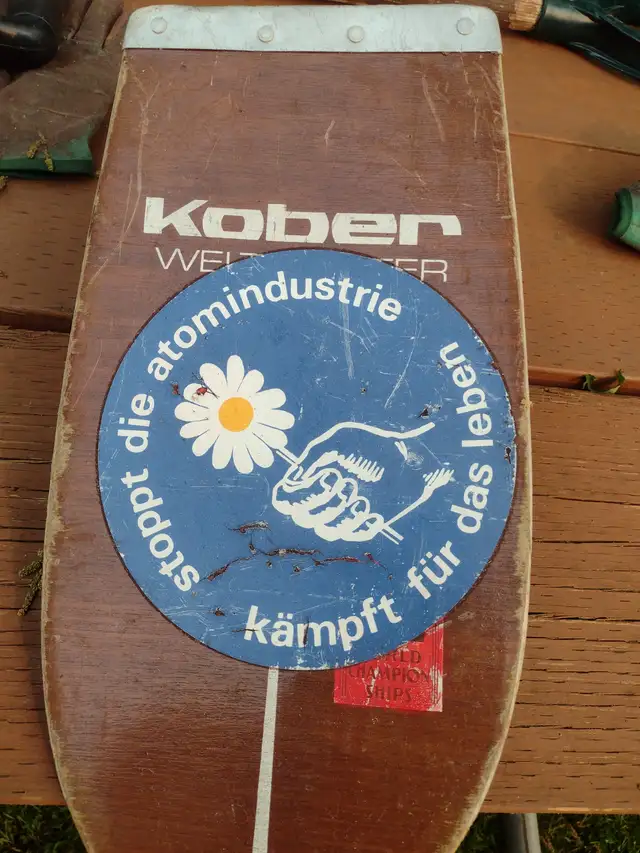 Kober
stoppt die atomindustrie
kämpft für das leben
CHAMPION
SHIPS